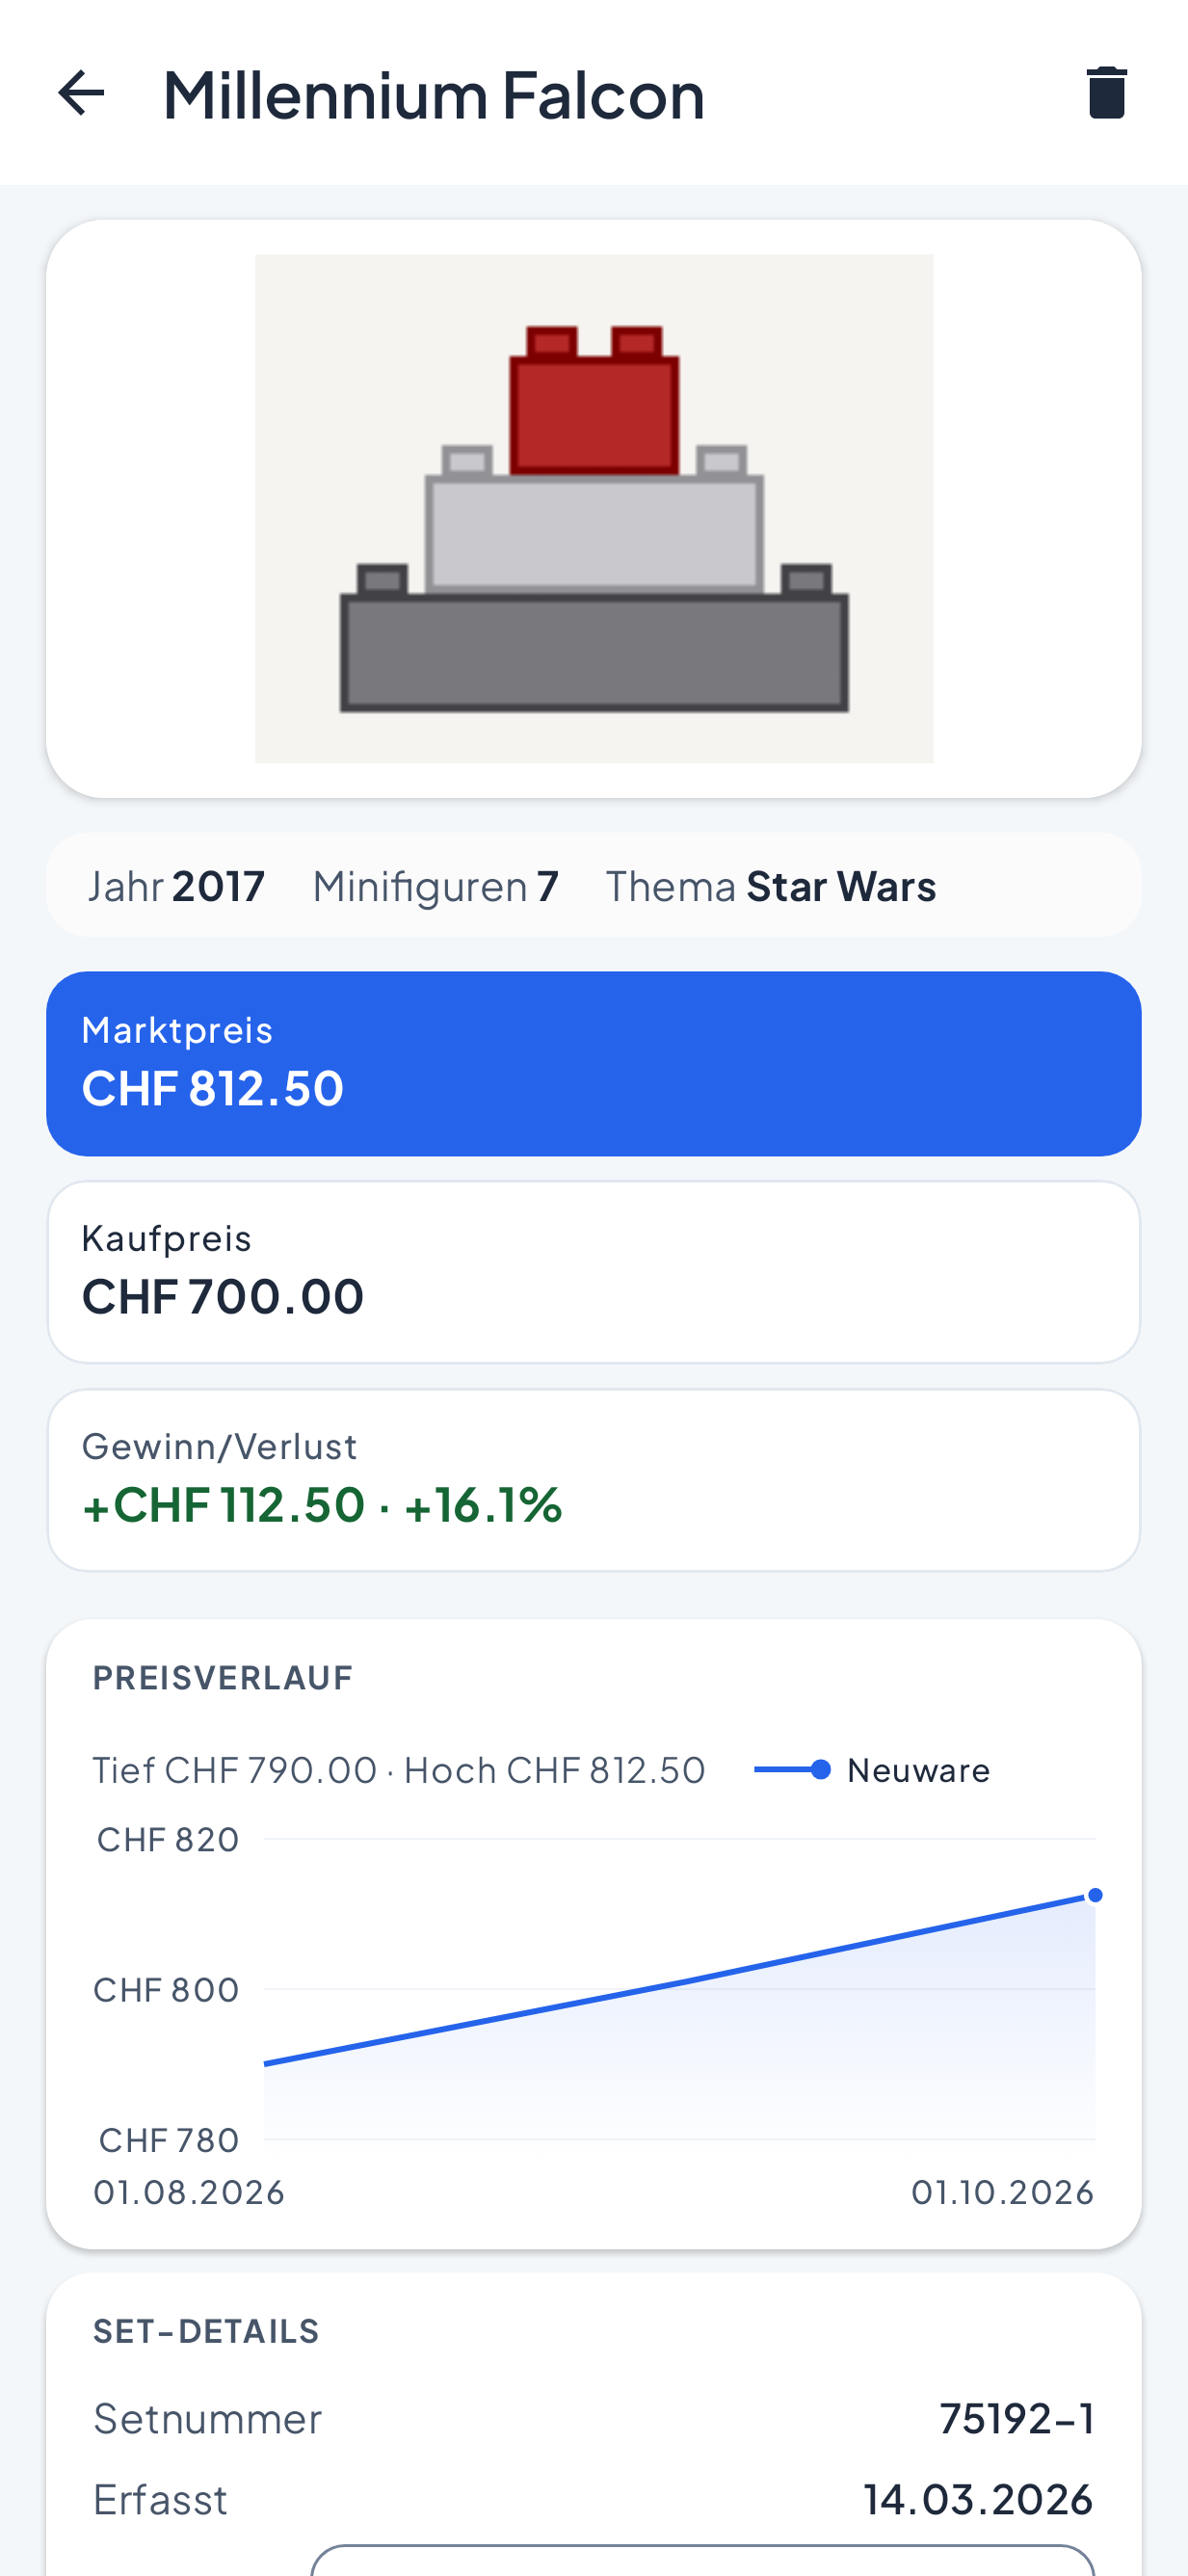 Millennium Falcon
Jahr 2017 Minifiguren 7 Thema Star Wars
Marktpreis
CHF 812.50
Kaufpreis
CHF 700.00
Gewinn/Verlust
+CHF 112.50 · +16.1%
PREISVERLAUF
Tief CHF 790.00 · Hoch CHF 812.50 Neuware
CHF 820
CHF 800
CHF 780
01.08.2026 01.10.2026
SET-DETAILS
Setnummer 75192-1
Erfasst 14.03.2026